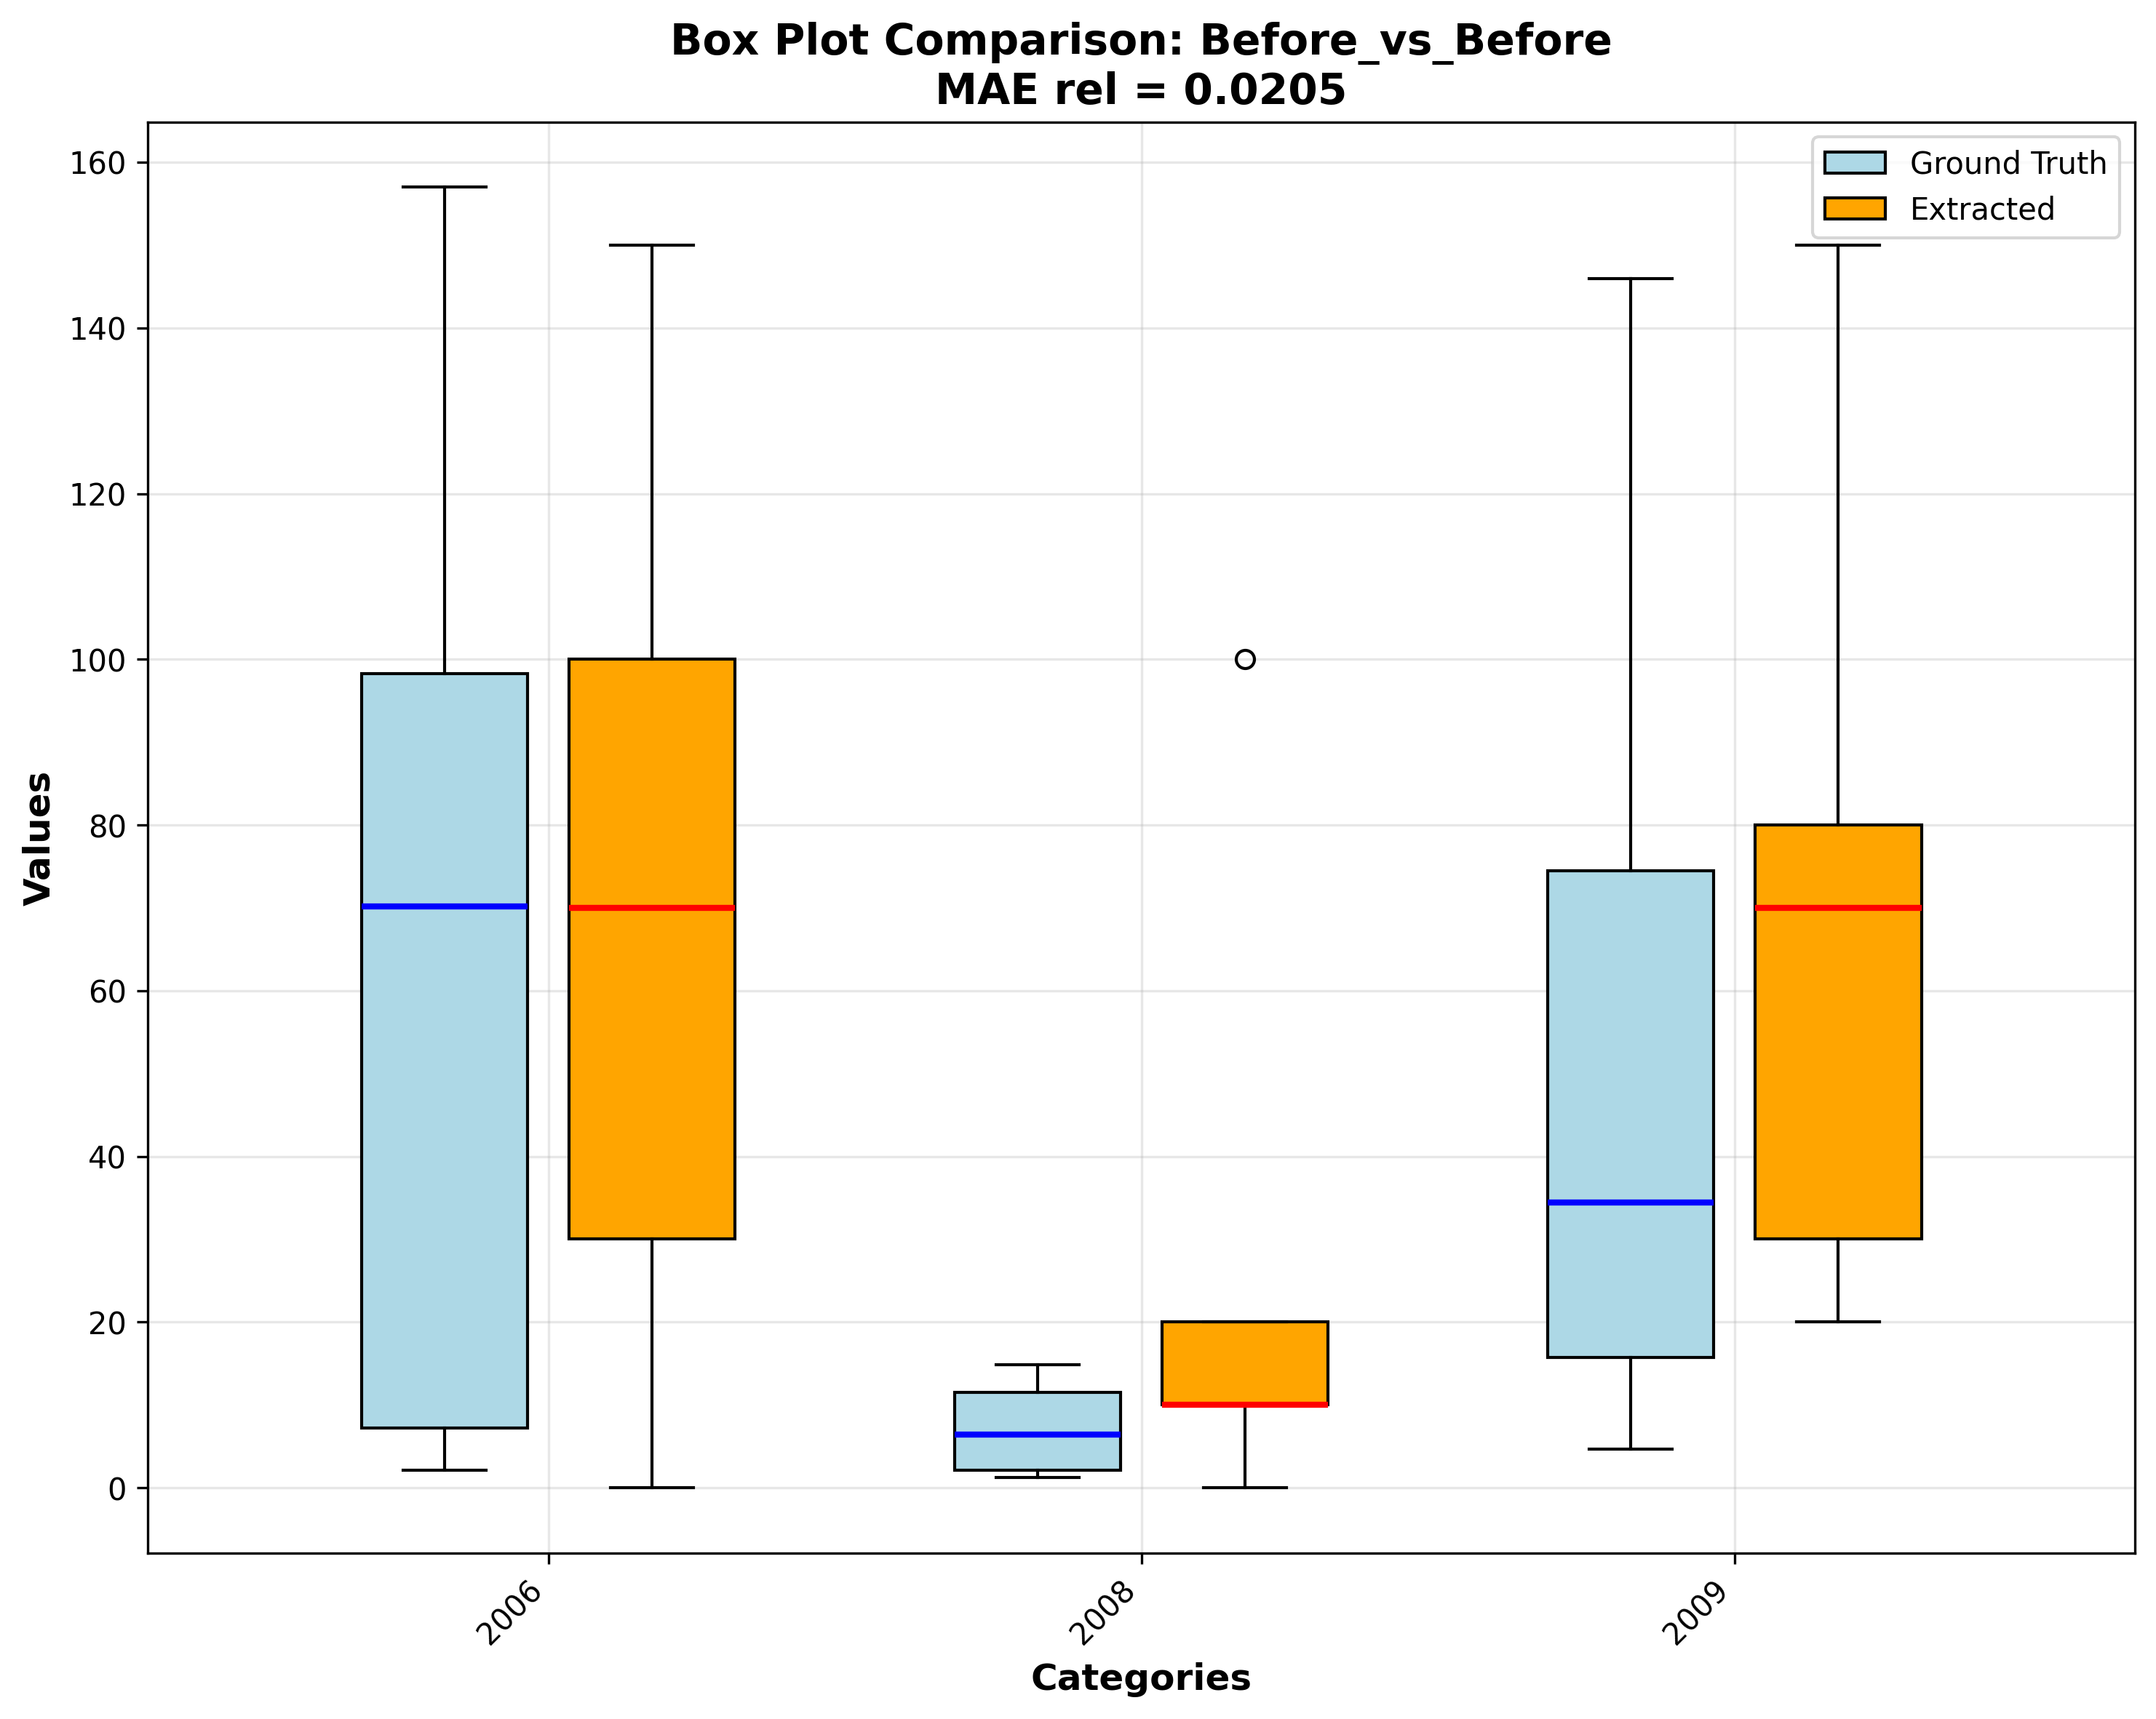 Box Plot Comparison: Before_vs_Before
MAE rel = 0.0205
Ground Truth
Extracted
160
140
120
100
80
60
40
20
0
Values
2006
2008
2009
Categories